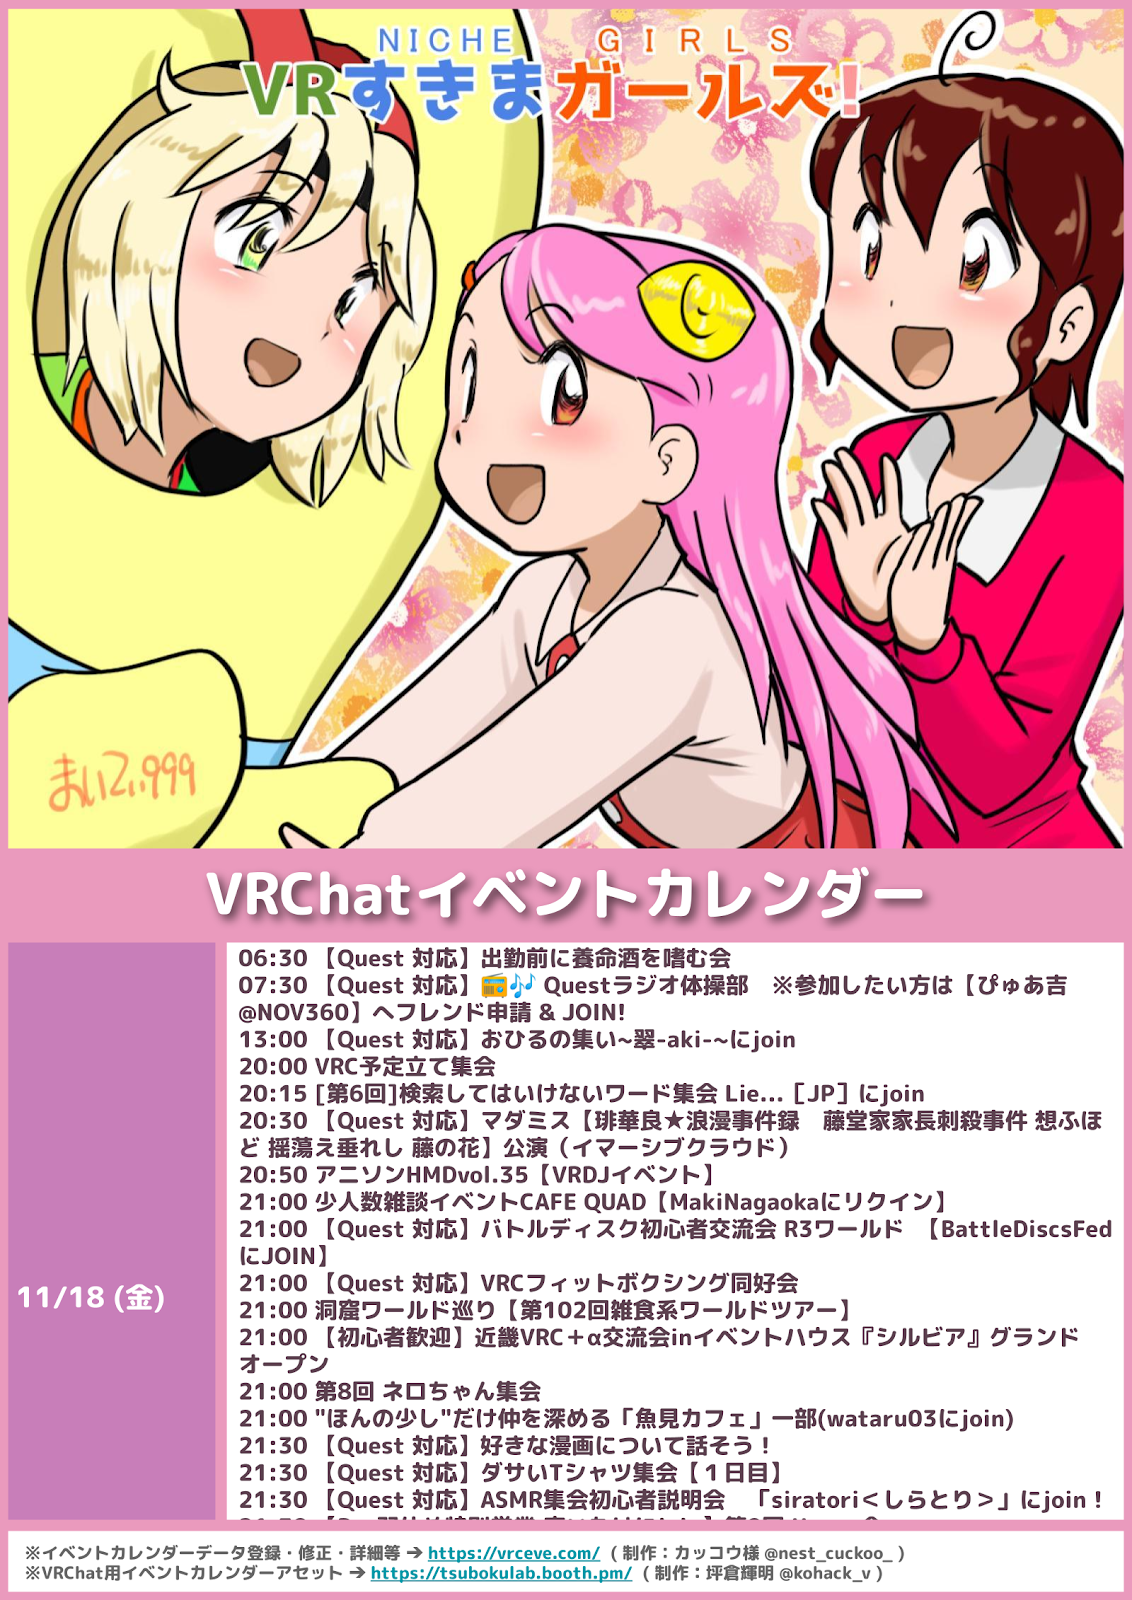 NICHE GIRLS
VRすきまガールズ!
まいてぃ999
VRChatイベントカレンダー
11/18 (金)
06:30 【Quest 対応】出勤前に養命酒を嗜む会
07:30 【Quest 対応】📻🎶 Questラジオ体操部　※参加したい方は【ぴゅあ吉
@NOV360】へフレンド申請 & JOIN!
13:00 【Quest 対応】おひるの集い~翠-aki-~にjoin
20:00 VRC予定立て集会
20:15 [第6回]検索してはいけないワード集会 Lie...［JP］にjoin
20:30 【Quest 対応】マダミス【琲華良★浪漫事件録　藤堂家家長刺殺事件 想ふほ
ど 揺蕩え垂れし 藤の花】公演（イマーシブクラウド）
20:50 アニソンHMDvol.35【VRDJイベント】
21:00 少人数雑談イベントCAFE QUAD【MakiNagaokaにリクイン】
21:00 【Quest 対応】バトルディスク初心者交流会 R3ワールド 【BattleDiscsFed
にJOIN】
21:00 【Quest 対応】VRCフィットボクシング同好会
21:00 洞窟ワールド巡り【第102回雑食系ワールドツアー】
21:00 【初心者歓迎】近畿VRC＋α交流会inイベントハウス『シルビア』グランド
オープン
21:00 第8回 ネロちゃん集会
21:00 "ほんの少し"だけ仲を深める「魚見カフェ」一部(wataru03にjoin)
21:30 【Quest 対応】好きな漫画について話そう！
21:30 【Quest 対応】ダサいTシャツ集会【１日目】
21:30 【Quest 対応】ASMR集会初心者説明会　「siratori＜しらとり＞」にjoin！
※イベントカレンダーデータ登録・修正・詳細等 ➔ https://vrceve.com/ （ 制作：カッコウ様 @nest_cuckoo_ ）
※VRChat用イベントカレンダーアセット ➔ https://tsubokulab.booth.pm/ （ 制作：坪倉輝明 @kohack_v ）